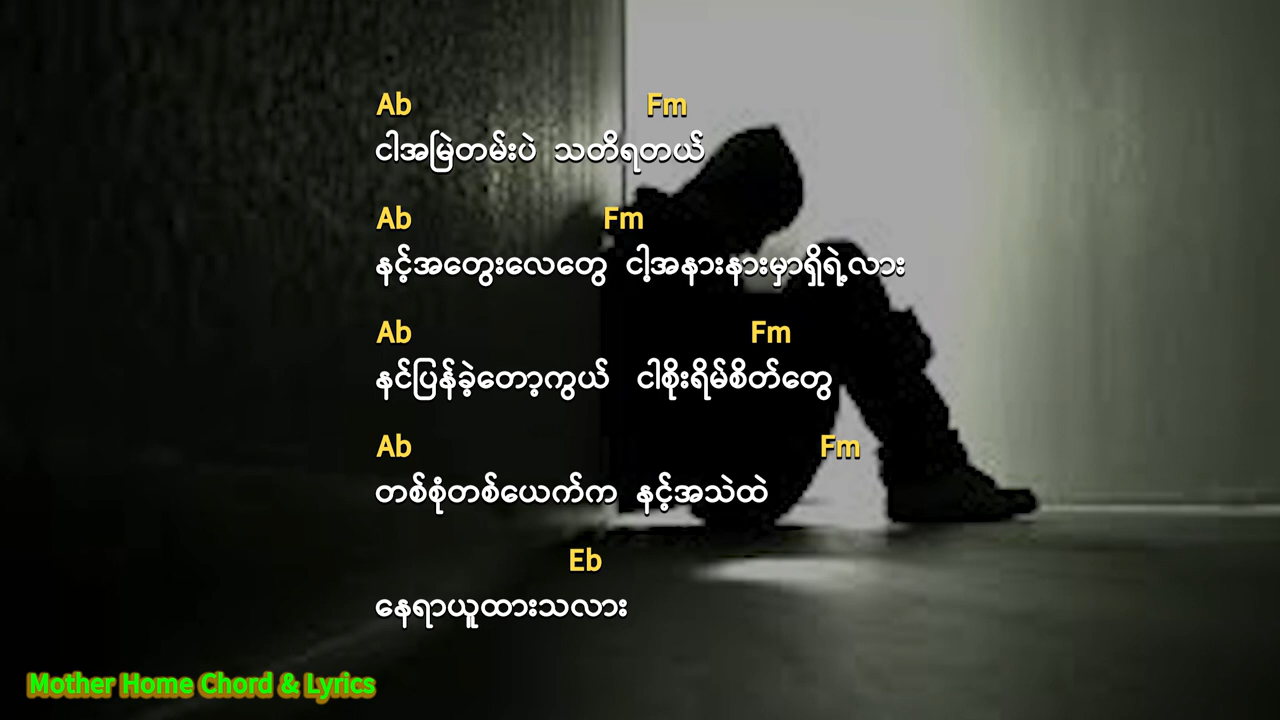 Ab Fm
ငါအမြဲတမ်းပဲ သတိရတယ်
Ab Fm
နင့်အတွေးလေတွေ ငါ့အနားနားမှာရှိရဲ့လား
Ab Fm
နင်ပြန်ခဲ့တော့ကွယ် ငါစိုးရိမ်စိတ်တွေ
Ab Fm
တစ်စုံတစ်ယေက်က နင့်အသဲထဲ
Eb
နေရာယူထားသလား
Mother Home Chord & Lyrics